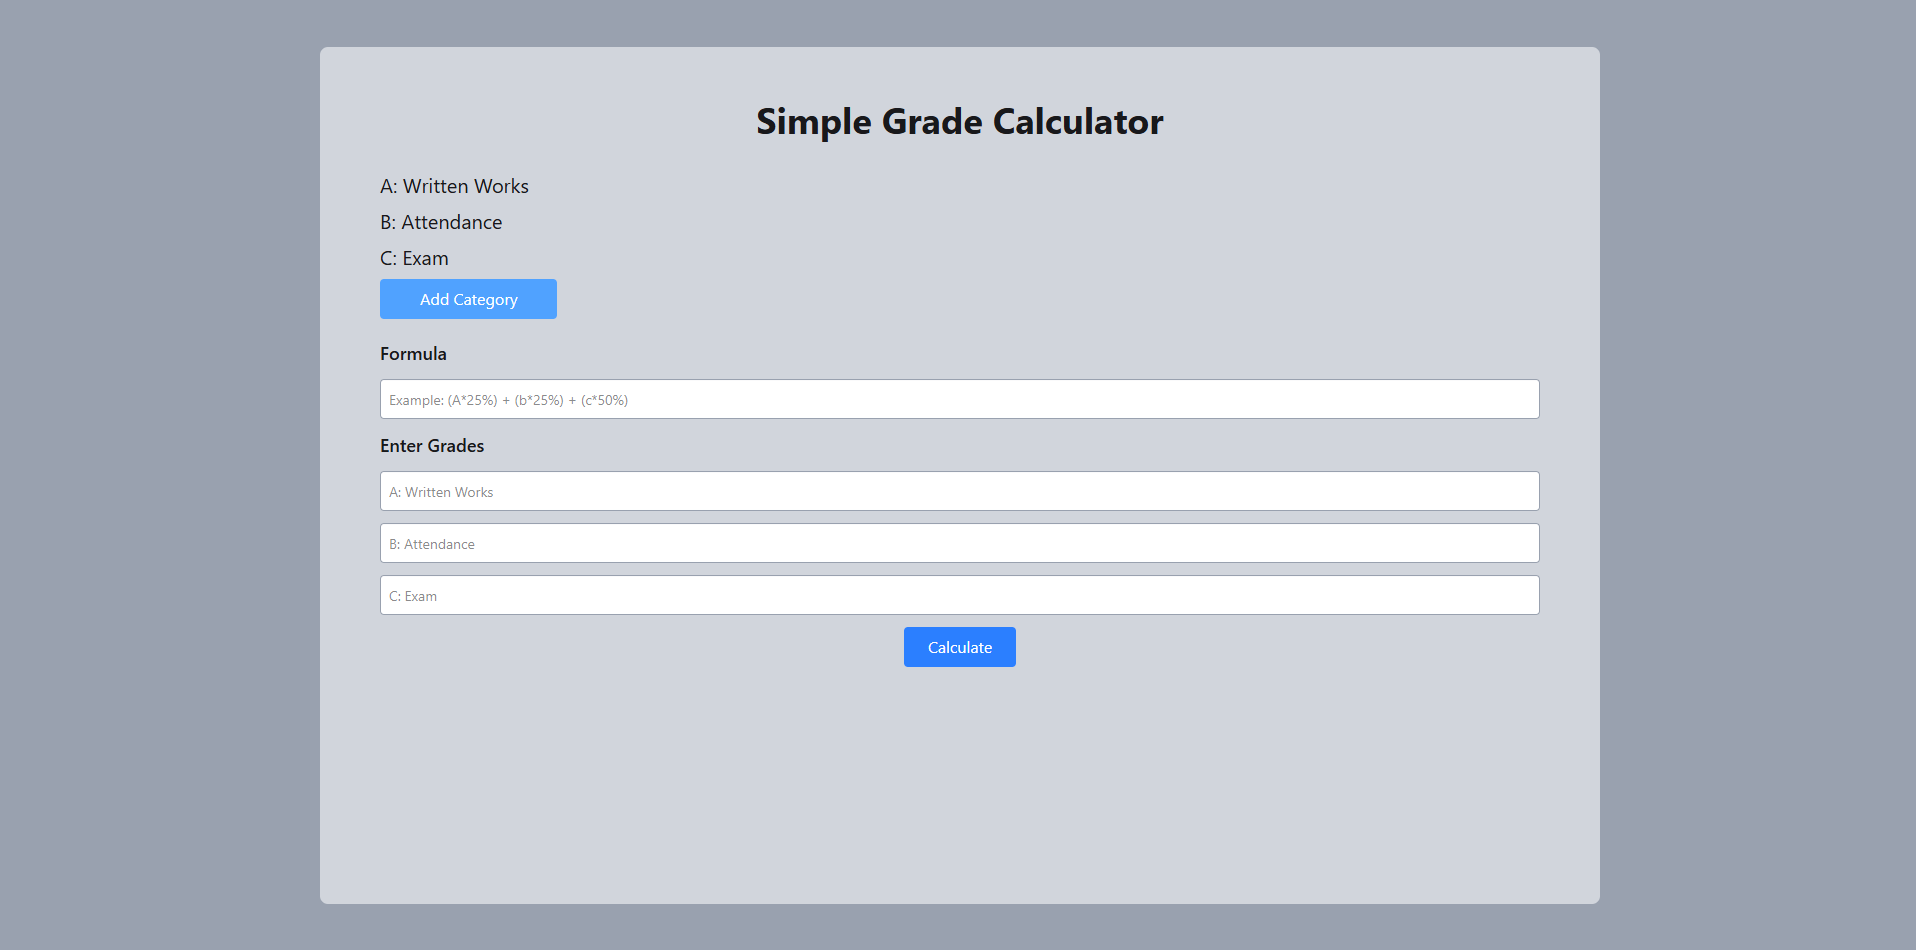 Simple Grade Calculator
A: Written Works
B: Attendance
C: Exam
Add Category
Formula
Example: (A*25%) + (b*25%) + (c*50%)
Enter Grades
A: Written Works
B: Attendance
C: Exam
Calculate